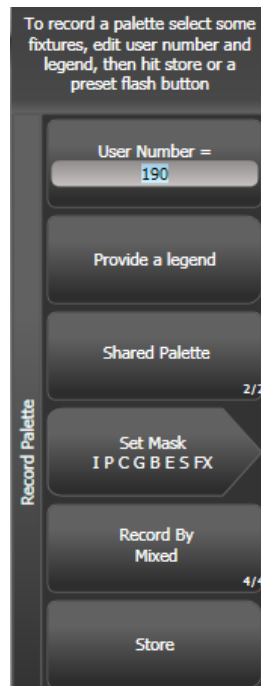 To record a palette select some
fixtures, edit user number and
legend, then hit store or a
preset flash button
Record Palette
User Number =
190
Provide a legend
Shared Palette
2/2
Set Mask
I P C G B E S FX
Record By
Mixed
4/4
Store